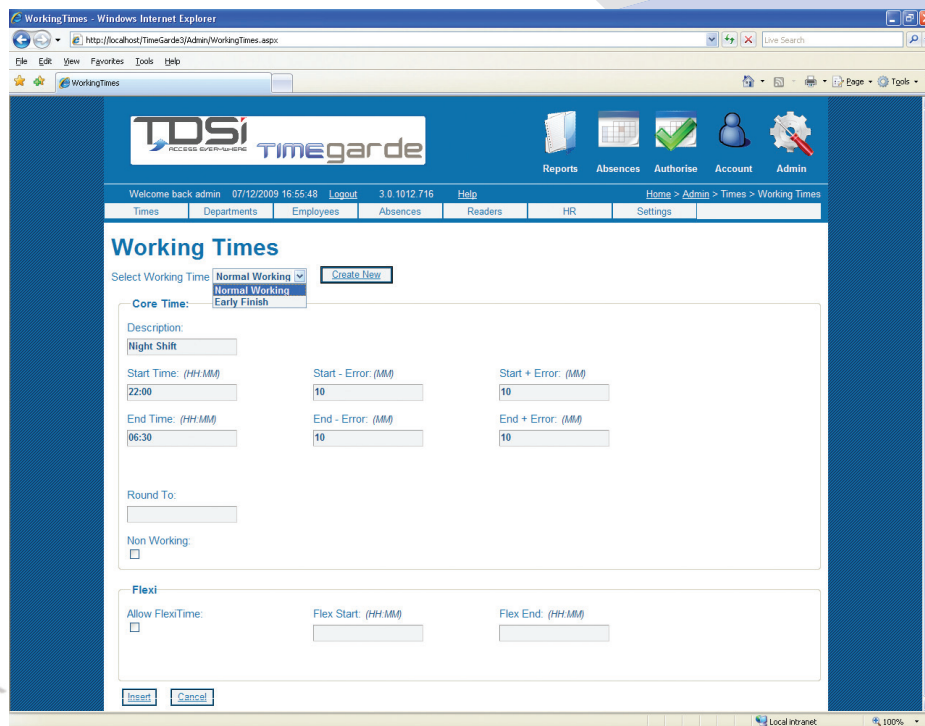 WorkingTimes - Windows Internet Explorer
http://localhost/TimeGarde3/Admin/WorkingTimes.aspx
Live Search
File Edit View Favorites Tools Help
WorkingTimes
Page Tools
TDSi
ACCESS EVERYWHERE
TIMEgarde
Reports Absences Authorise Account Admin
Welcome back admin 07/12/2009 16:55:48 Logout 3.0.1012.716 Help Home > Admin > Times > Working Times
Times Departments Employees Absences Readers HR Settings
Working Times
Select Working Time Normal Working Create New
Normal Working
Early Finish
Core Time:
Description:
Night Shift
Start Time: (HH:MM) Start - Error: (MM) Start + Error: (MM)
22:00 10 10
End Time: (HH:MM) End - Error: (MM) End + Error: (MM)
06:30 10 10
Round To:
Non Working:
Flexi
Allow FlexiTime: Flex Start: (HH:MM) Flex End: (HH:MM)
Insert Cancel
Local intranet 100%